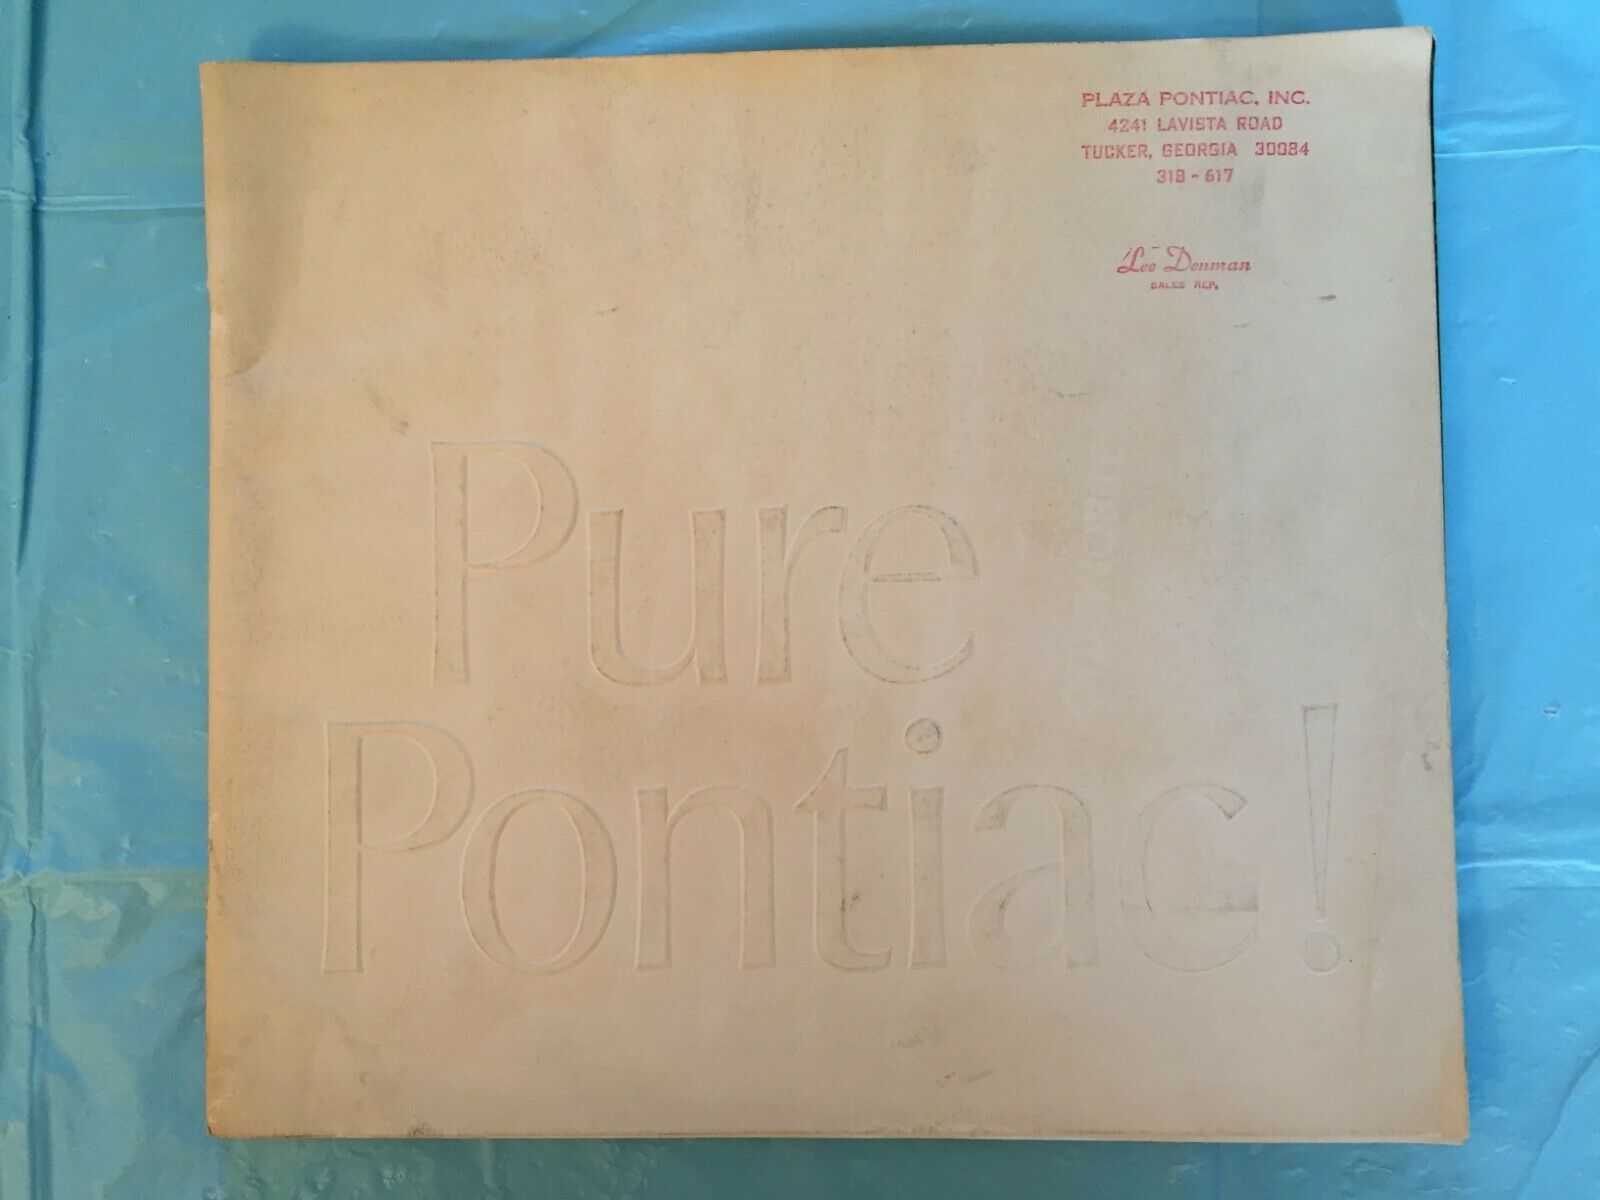 PLAZA PONTIAC, INC.
4241 LAVISTA ROAD
TUCKER, GEORGIA 30084
318 - 617
Lee Denman
SALES REP.
Pure
Pontiac!